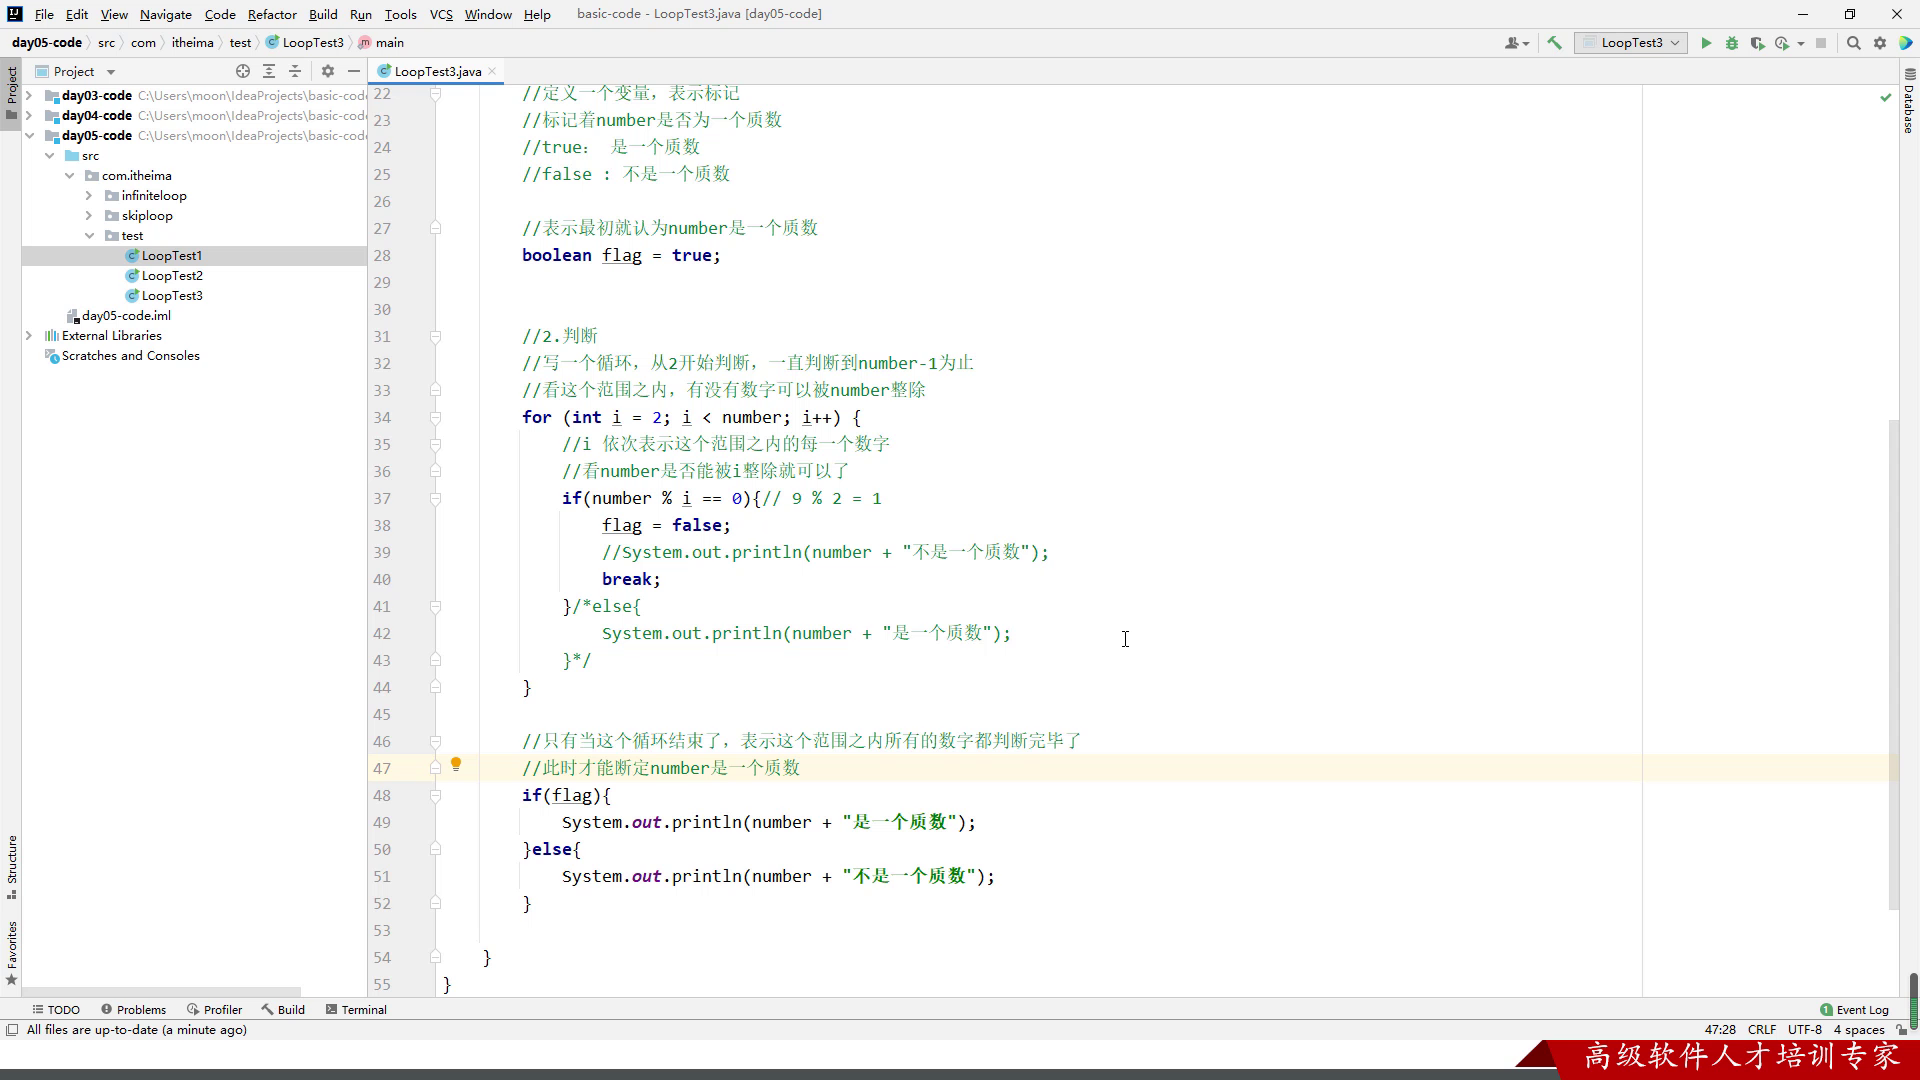 File Edit View Navigate Code Refactor Build Run Tools VCS Window Help basic-code - LoopTest3.java [day05-code]
day05-code src com itheima test LoopTest3 main
LoopTest3
Project
LoopTest3.java
Project
Database
day03-code C:\Users\moon\IdeaProjects\basic-cod
day04-code C:\Users\moon\IdeaProjects\basic-cod
day05-code C:\Users\moon\IdeaProjects\basic-cod
src
com.itheima
infiniteloop
skiploop
test
LoopTest1
LoopTest2
LoopTest3
day05-code.iml
External Libraries
Scratches and Consoles
22 //定义一个变量，表示标记
23 //标记着number是否为一个质数
24 //true： 是一个质数
25 //false : 不是一个质数
26
27 //表示最初就认为number是一个质数
28 boolean flag = true;
29
30
31 //2.判断
32 //写一个循环，从2开始判断，一直判断到number-1为止
33 //看这个范围之内，有没有数字可以被number整除
34 for (int i = 2; i < number; i++) {
35 //i 依次表示这个范围之内的每一个数字
36 //看number是否能被i整除就可以了
37 if(number % i == 0){// 9 % 2 = 1
38 flag = false;
39 //System.out.println(number + "不是一个质数");
40 break;
41 }/*else{
42 System.out.println(number + "是一个质数");
43 }*/
44 }
45
46 //只有当这个循环结束了，表示这个范围之内所有的数字都判断完毕了
47 //此时才能断定number是一个质数
48 if(flag){
49 System.out.println(number + "是一个质数");
50 }else{
51 System.out.println(number + "不是一个质数");
52 }
53
54 }
55 }
Structure
Favorites
TODO Problems Profiler Build Terminal 1 Event Log
All files are up-to-date (a minute ago) 47:28 CRLF UTF-8 4 spaces
高级软件人才培训专家